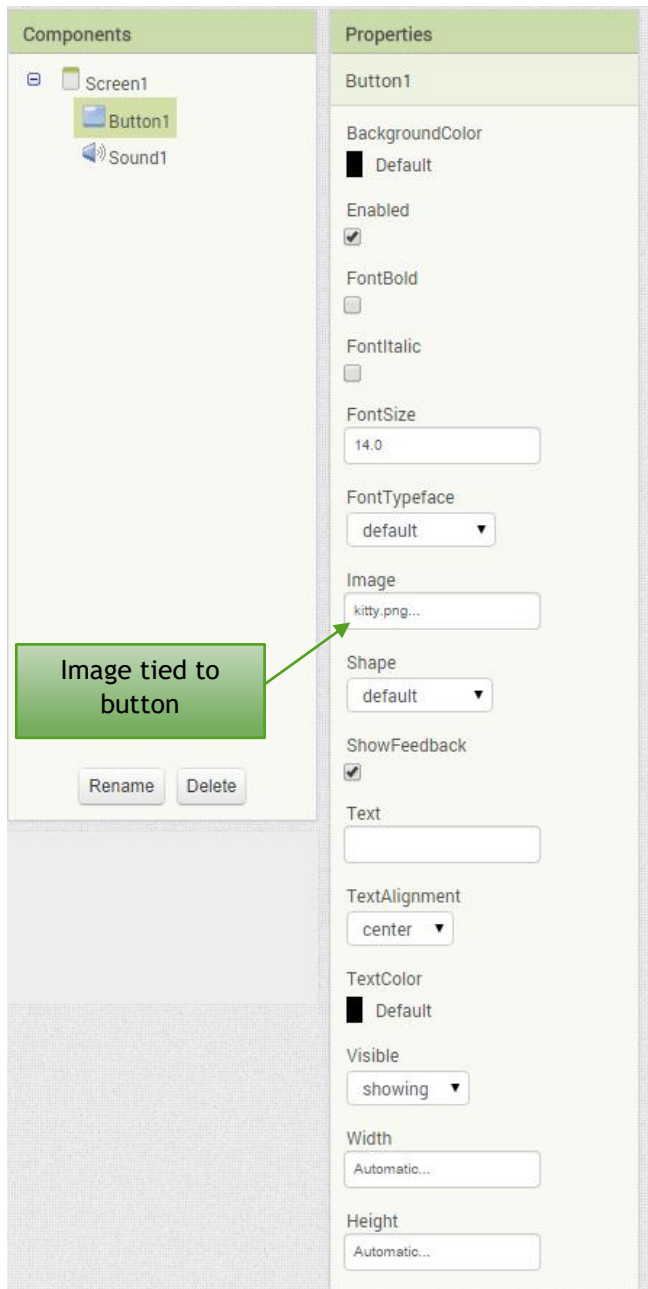 Components
Screen1
Button1
Sound1
Image tied to
button
Rename Delete
Properties
Button1
BackgroundColor
Default
Enabled
FontBold
FontItalic
FontSize
14.0
FontTypeface
default
Image
kitty.png...
Shape
default
ShowFeedback
Text
TextAlignment
center
TextColor
Default
Visible
showing
Width
Automatic...
Height
Automatic...